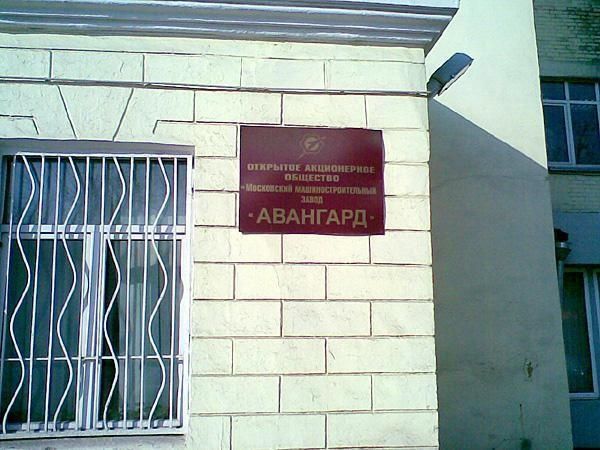 ОТКРЫТОЕ АКЦИОНЕРНОЕ
ОБЩЕСТВО
«Московский машиностроительный
завод
«АВАНГАРД»